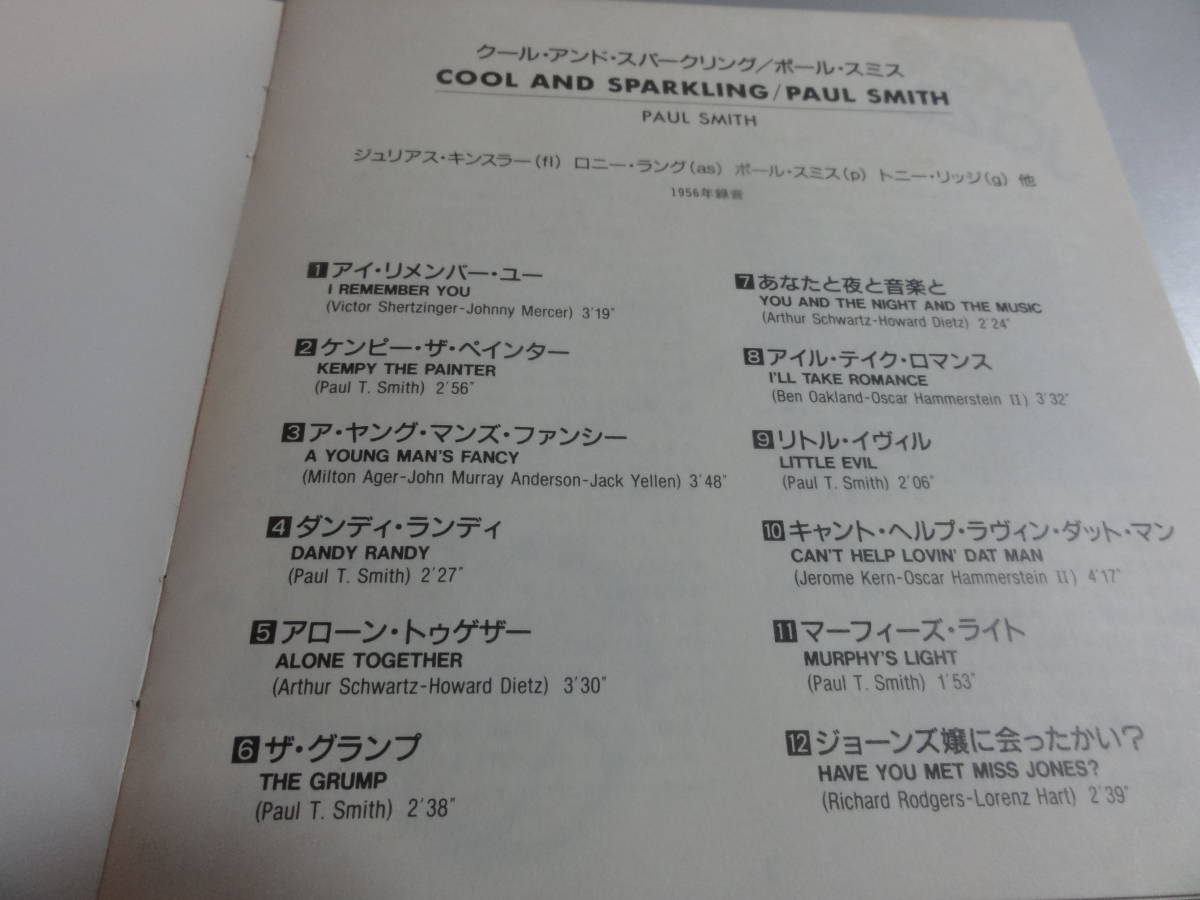 クール・アンド・スパークリング/ポール・スミス
COOL AND SPARKLING/PAUL SMITH
PAUL SMITH
ジュリアス・キンスラー(fl) ロニー・ラング(as) ポール・スミス(p) トニー・リッジ(g) 他
1956年録音
1 アイ・リメンバー・ユー
I REMEMBER YOU
(Victor Shertzinger-Johnny Mercer) 3'19"
2 ケンピー・ザ・ペインター
KEMPY THE PAINTER
(Paul T. Smith) 2'56"
3 ア・ヤング・マンズ・ファンシー
A YOUNG MAN'S FANCY
(Milton Ager-John Murray Anderson-Jack Yellen) 3'48"
4 ダンディ・ランディ
DANDY RANDY
(Paul T. Smith) 2'27"
5 アローン・トゥゲザー
ALONE TOGETHER
(Arthur Schwartz-Howard Dietz) 3'30"
6 ザ・グランプ
THE GRUMP
(Paul T. Smith) 2'38"
7 あなたと夜と音楽と
YOU AND THE NIGHT AND THE MUSIC
(Arthur Schwartz-Howard Dietz) 2'24"
8 アイル・テイク・ロマンス
I'LL TAKE ROMANCE
(Ben Oakland-Oscar Hammerstein II) 3'32"
9 リトル・イヴィル
LITTLE EVIL
(Paul T. Smith) 2'06"
10 キャント・ヘルプ・ラヴィン・ダット・マン
CAN'T HELP LOVIN' DAT MAN
(Jerome Kern-Oscar Hammerstein II) 4'17"
11 マーフィーズ・ライト
MURPHY'S LIGHT
(Paul T. Smith) 1'53"
12 ジョーンズ嬢に会ったかい?
HAVE YOU MET MISS JONES?
(Richard Rodgers-Lorenz Hart) 2'39"